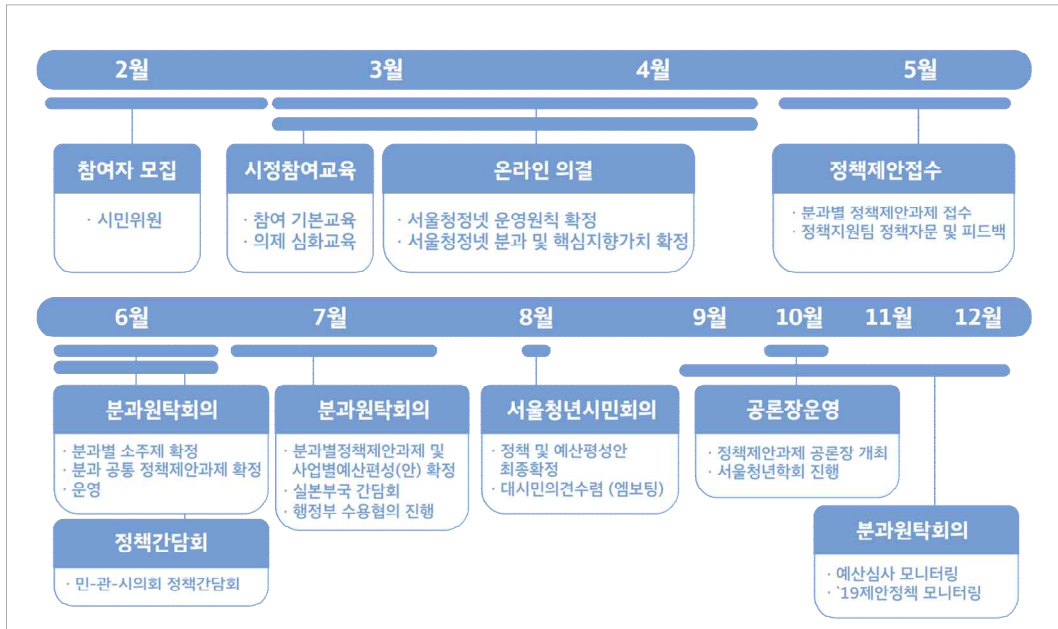 2월 3월 4월 5월
참여자 모집
· 시민위원
시정참여교육
· 참여 기본교육
· 의제 심화교육
온라인 의결
· 서울청정넷 운영원칙 확정
· 서울청정넷 분과 및 핵심지향가치 확정
정책제안접수
· 분과별 정책제안과제 접수
· 정책지원팀 정책자문 및 피드백
6월 7월 8월 9월 10월 11월 12월
분과원탁회의
· 분과별 소주제 확정
· 분과 공통 정책제안과제 확정
· 운영
정책간담회
· 민-관-시의회 정책간담회
분과원탁회의
· 분과별정책제안과제 및
사업별예산편성(안) 확정
· 실본부국 간담회
· 행정부 수용협의 진행
서울청년시민회의
· 정책 및 예산평성안
최종확정
· 대시민의견수렴 (엠보팅)
공론장운영
· 정책제안과제 공론장 개최
· 서울청년학회 진행
분과원탁회의
· 예산심사 모니터링
· `19제안정책 모니터링